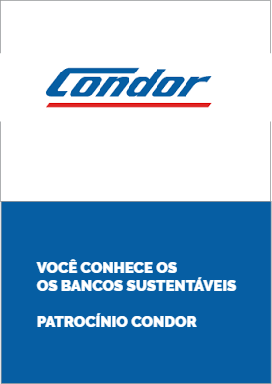 Condor
VOCÊ CONHECE OS
OS BANCOS SUSTENTÁVEIS
PATROCÍNIO CONDOR